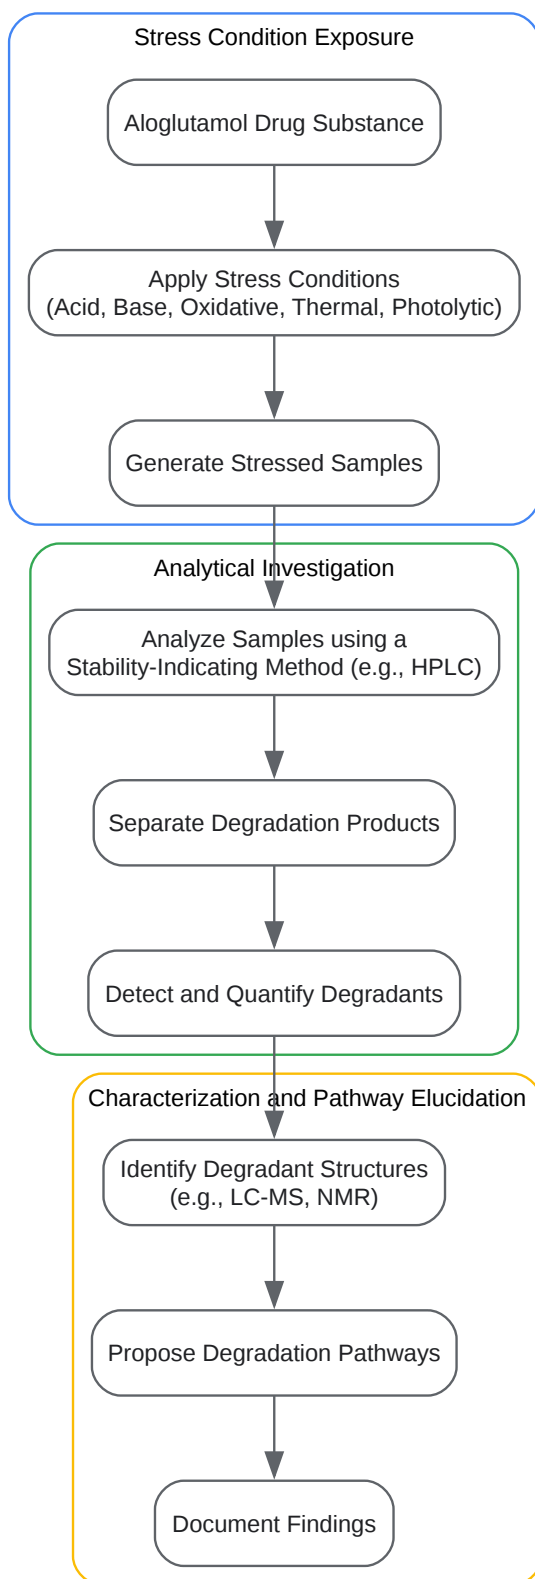 Stress Condition Exposure
Aloglutamol Drug Substance
Apply Stress Conditions
(Acid, Base, Oxidative, Thermal, Photolytic)
Generate Stressed Samples
Analytical Investigation
Analyze Samples using a
Stability-Indicating Method (e.g., HPLC)
Separate Degradation Products
Detect and Quantify Degradants
Characterization and Pathway Elucidation
Identify Degradant Structures
(e.g., LC-MS, NMR)
Propose Degradation Pathways
Document Findings